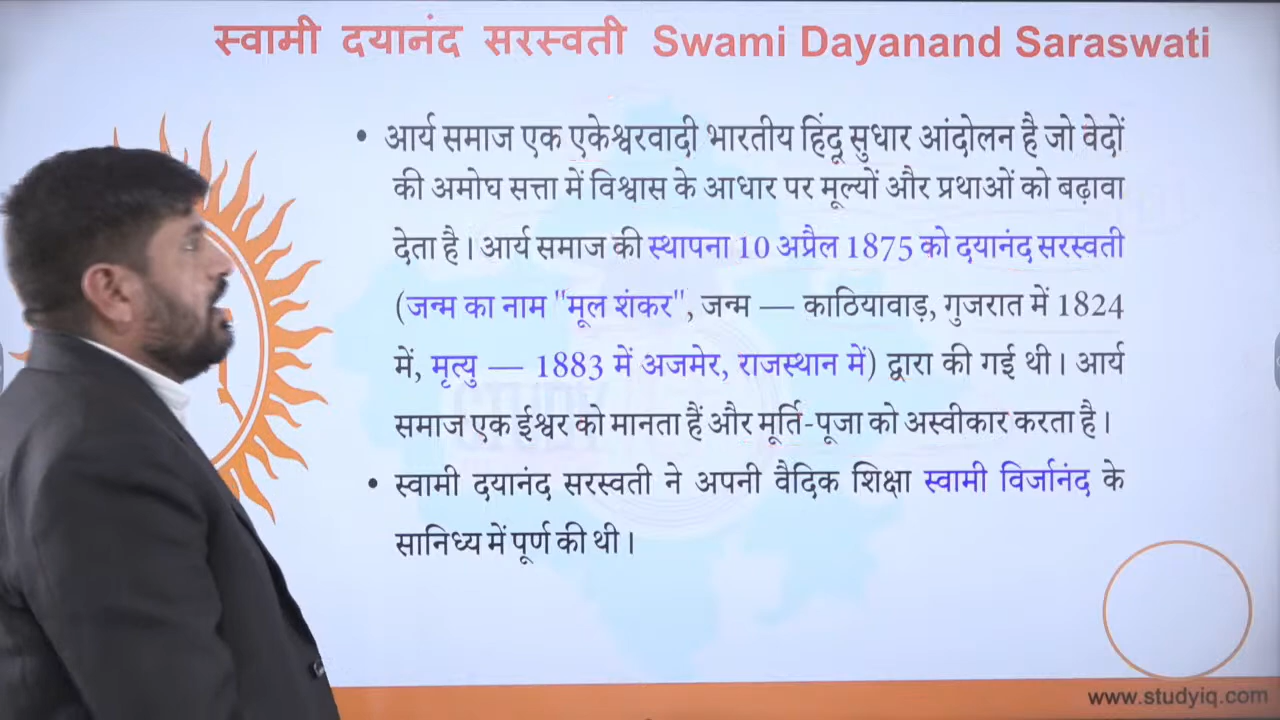 स्वामी दयानंद सरस्वती Swami Dayanand Saraswati
• आर्य समाज एक एकेश्वरवादी भारतीय हिंदू सुधार आंदोलन है जो वेदों
की अमोघ सत्ता में विश्वास के आधार पर मूल्यों और प्रथाओं को बढ़ावा
देता है। आर्य समाज की स्थापना 10 अप्रैल 1875 को दयानंद सरस्वती
(जन्म का नाम "मूल शंकर", जन्म — काठियावाड़, गुजरात में 1824
में, मृत्यु — 1883 में अजमेर, राजस्थान में) द्वारा की गई थी। आर्य
समाज एक ईश्वर को मानता हैं और मूर्ति-पूजा को अस्वीकार करता है।
• स्वामी दयानंद सरस्वती ने अपनी वैदिक शिक्षा स्वामी विर्जानंद के
सानिध्य में पूर्ण की थी।
www.studyiq.com